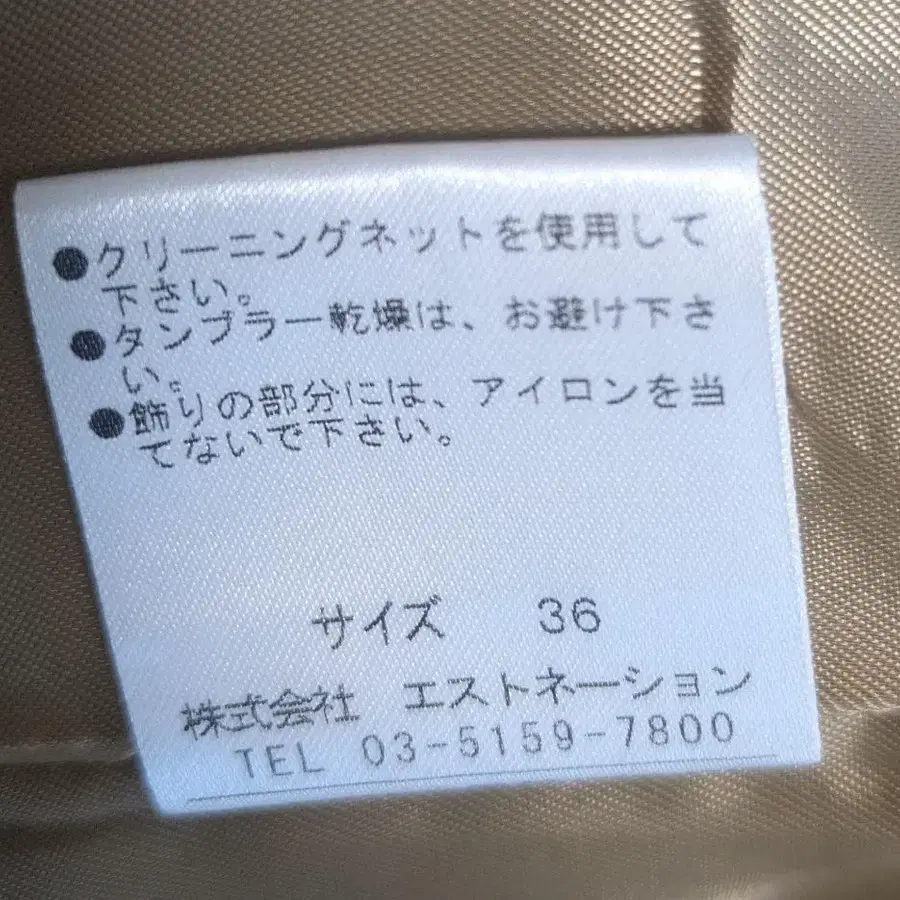 ●クリーニングネットを使用して
下さい。
●タンブラー乾燥は、お避け下さ
い。
●飾りの部分には、アイロンを当
てないで下さい。
サイズ 36
株式会社 エストネーション
TEL 03-5159-7800